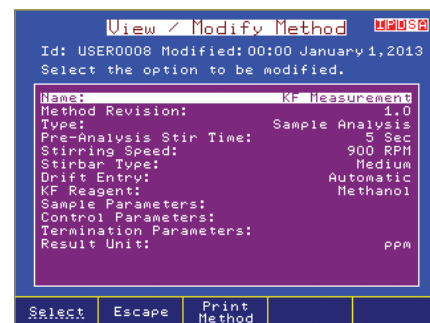 View / Modify Method IPDSA
Id: USER0008 Modified: 00:00 January 1, 2013
Select the option to be modified.
Name: KF Measurement
Method Revision: 1.0
Type: Sample Analysis
Pre-Analysis Stir Time: 5 Sec
Stirring Speed: 900 RPM
Stirbar Type: Medium
Drift Entry: Automatic
KF Reagent: Methanol
Sample Parameters:
Control Parameters:
Termination Parameters:
Result Unit: ppm
Select Escape Print Method